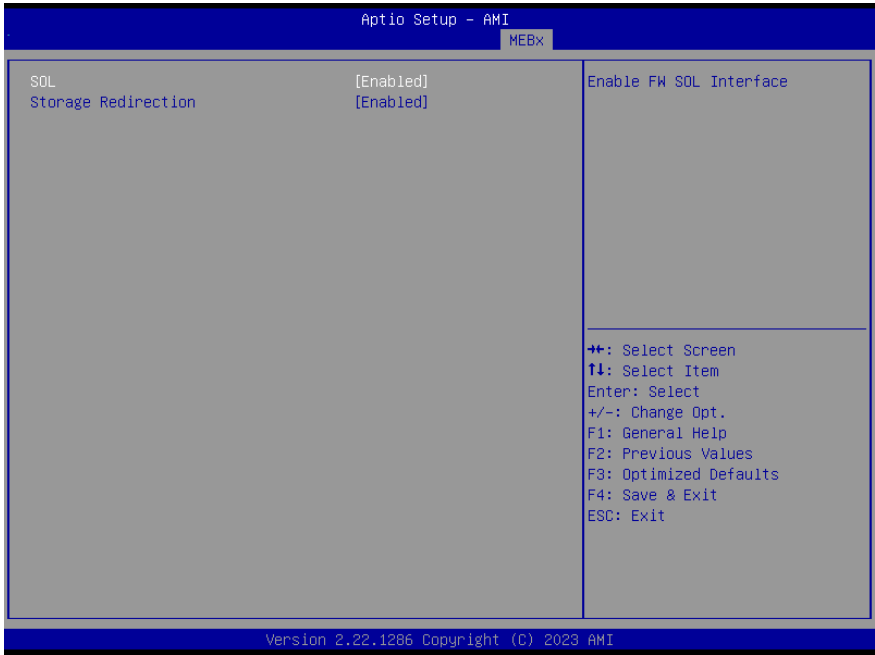 Aptio Setup – AMI
MEBx
SOL [Enabled]
Storage Redirection [Enabled]
Enable FW SOL Interface
→←: Select Screen
↑↓: Select Item
Enter: Select
+/-: Change Opt.
F1: General Help
F2: Previous Values
F3: Optimized Defaults
F4: Save & Exit
ESC: Exit
Version 2.22.1286 Copyright (C) 2023 AMI